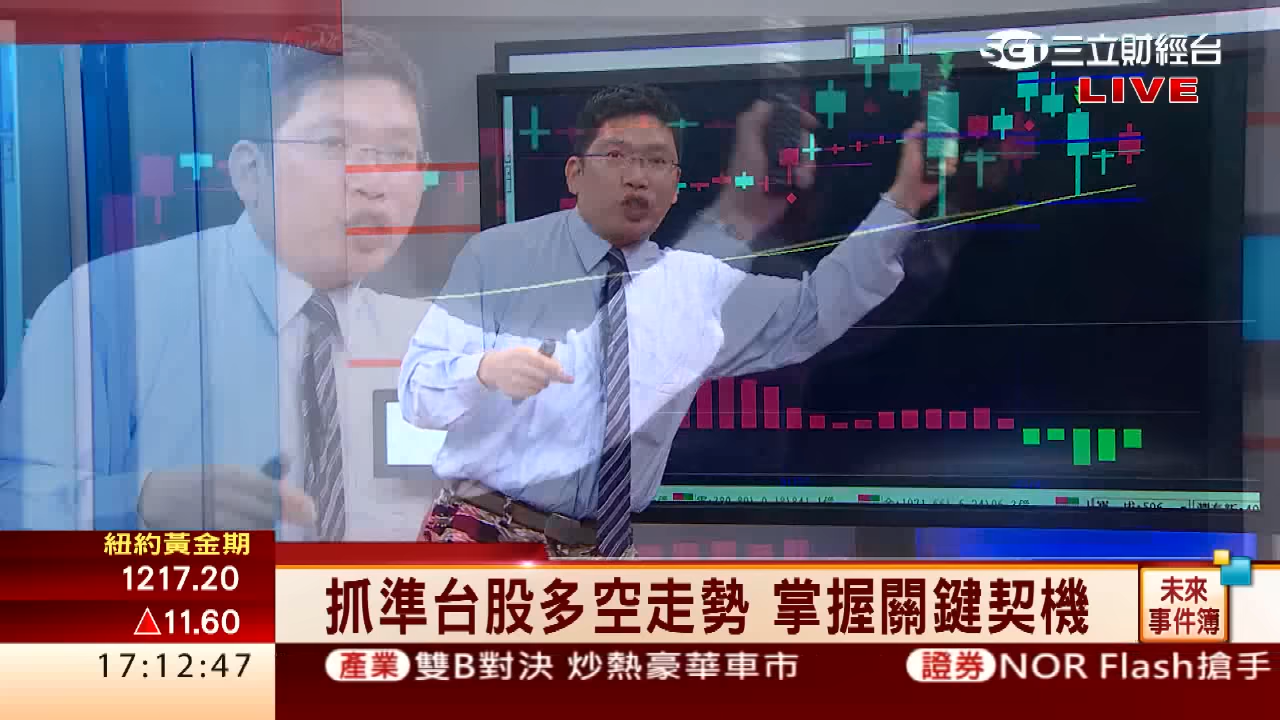 SET 三立財經台
LIVE
紐約黃金期
1217.20
△11.60
17:12:47
抓準台股多空走勢 掌握關鍵契機
未來
事件簿
產業 雙B對決 炒熱豪華車市
證券 NOR Flash搶手